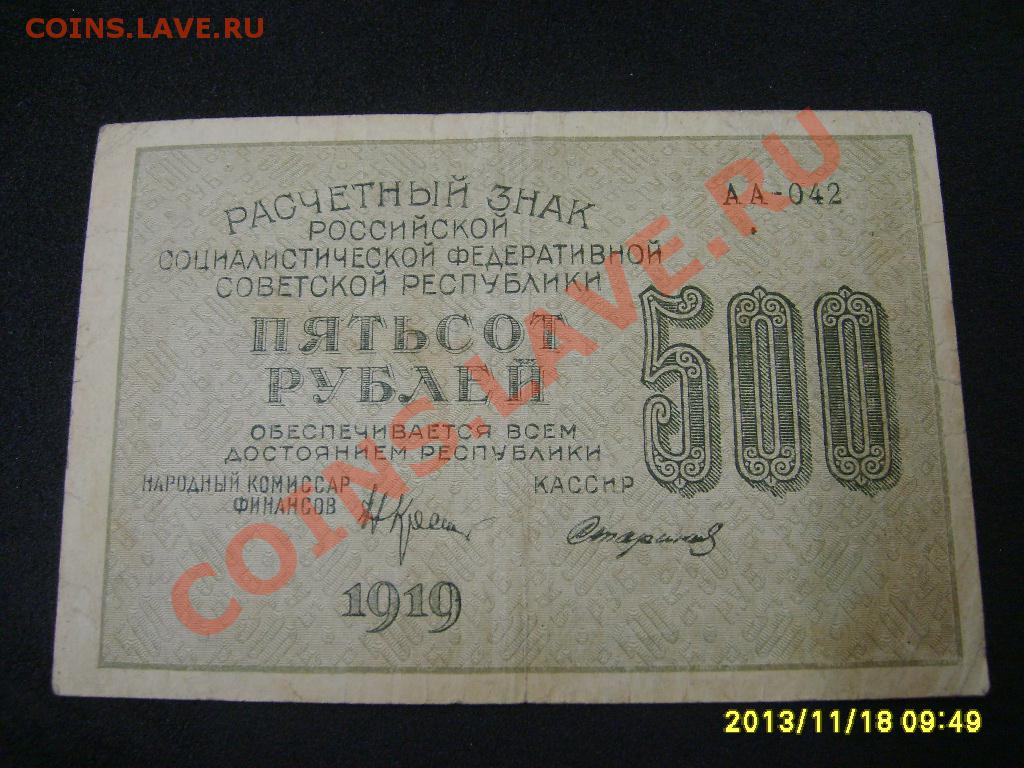 COINS.LAVE.RU
РАСЧЕТНЫЙ ЗНАК
РОССИЙСКОЙ
СОЦИАЛИСТИЧЕСКОЙ ФЕДЕРАТИВНОЙ
СОВЕТСКОЙ РЕСПУБЛИКИ
АА-042
ПЯТЬСОТ
РУБЛЕЙ
500
ОБЕСПЕЧИВАЕТСЯ ВСЕМ
ДОСТОЯНИЕМ РЕСПУБЛИКИ
НАРОДНЫЙ КОМИССАР
ФИНАНСОВ
КАССИР
1919
COINS.LAVE.RU
2013/11/18 09:49